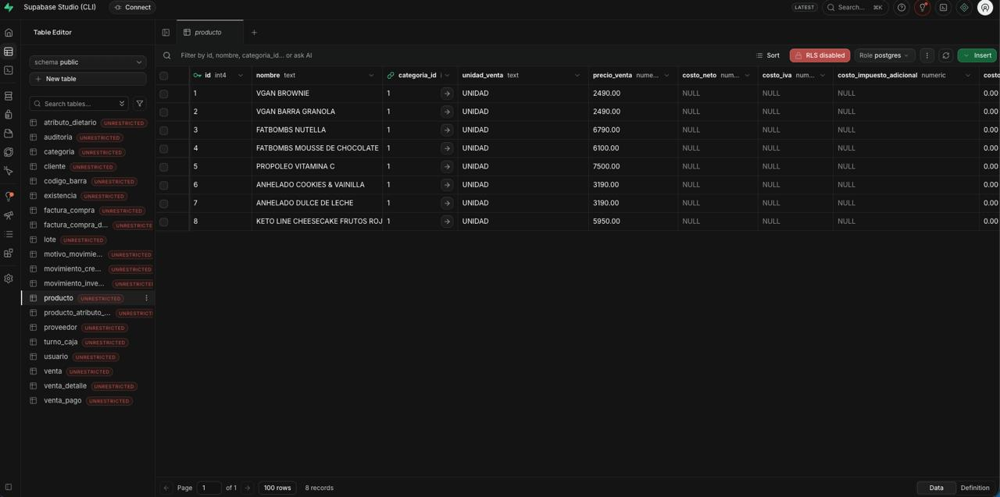 Supabase Studio (CLI) Connect LATEST Search... ⌘K
Table Editor producto
schema public
New table
Search tables...
atributo_dietario UNRESTRICTED
auditoria UNRESTRICTED
categoria UNRESTRICTED
cliente UNRESTRICTED
codigo_barra UNRESTRICTED
existencia UNRESTRICTED
factura_compra UNRESTRICTED
factura_compra_d... UNRESTRICTE
lote UNRESTRICTED
motivo_movimie... UNRESTRICTED
movimiento_cre... UNRESTRICTED
movimiento_inve... UNRESTRICTED
producto UNRESTRICTED
producto_atributo_... UNRESTRICT
proveedor UNRESTRICTED
turno_caja UNRESTRICTED
usuario UNRESTRICTED
venta UNRESTRICTED
venta_detalle UNRESTRICTED
venta_pago UNRESTRICTED
Filter by id, nombre, categoria_id... or ask AI Sort RLS disabled Role postgres Insert
id int4 nombre text categoria_id unidad_venta text precio_venta nume... costo_neto num... costo_iva num... costo_impuesto_adicional numeric costo
1 VGAN BROWNIE 1 UNIDAD 2490.00 NULL NULL NULL 0.00
2 VGAN BARRA GRANOLA 1 UNIDAD 2490.00 NULL NULL NULL 0.00
3 FATBOMBS NUTELLA 1 UNIDAD 6790.00 NULL NULL NULL 0.00
4 FATBOMBS MOUSSE DE CHOCOLATE 1 UNIDAD 6100.00 NULL NULL NULL 0.00
5 PROPOLEO VITAMINA C 1 UNIDAD 7500.00 NULL NULL NULL 0.00
6 ANHELADO COOKIES & VAINILLA 1 UNIDAD 3190.00 NULL NULL NULL 0.00
7 ANHELADO DULCE DE LECHE 1 UNIDAD 3190.00 NULL NULL NULL 0.00
8 KETO LINE CHEESECAKE FRUTOS ROJ 1 UNIDAD 5950.00 NULL NULL NULL 0.00
Page 1 of 1 100 rows 8 records Data Definition